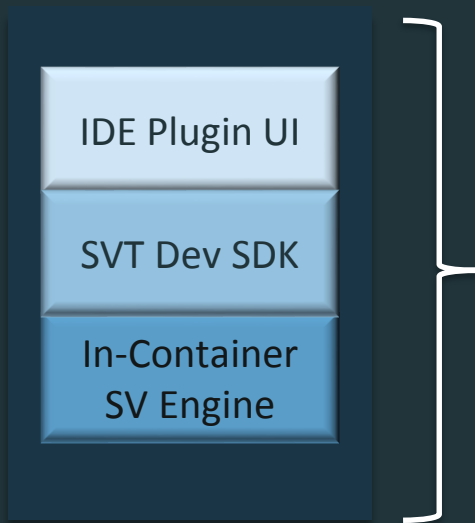 IDE Plugin UI
SVT Dev SDK
In-Container
SV Engine